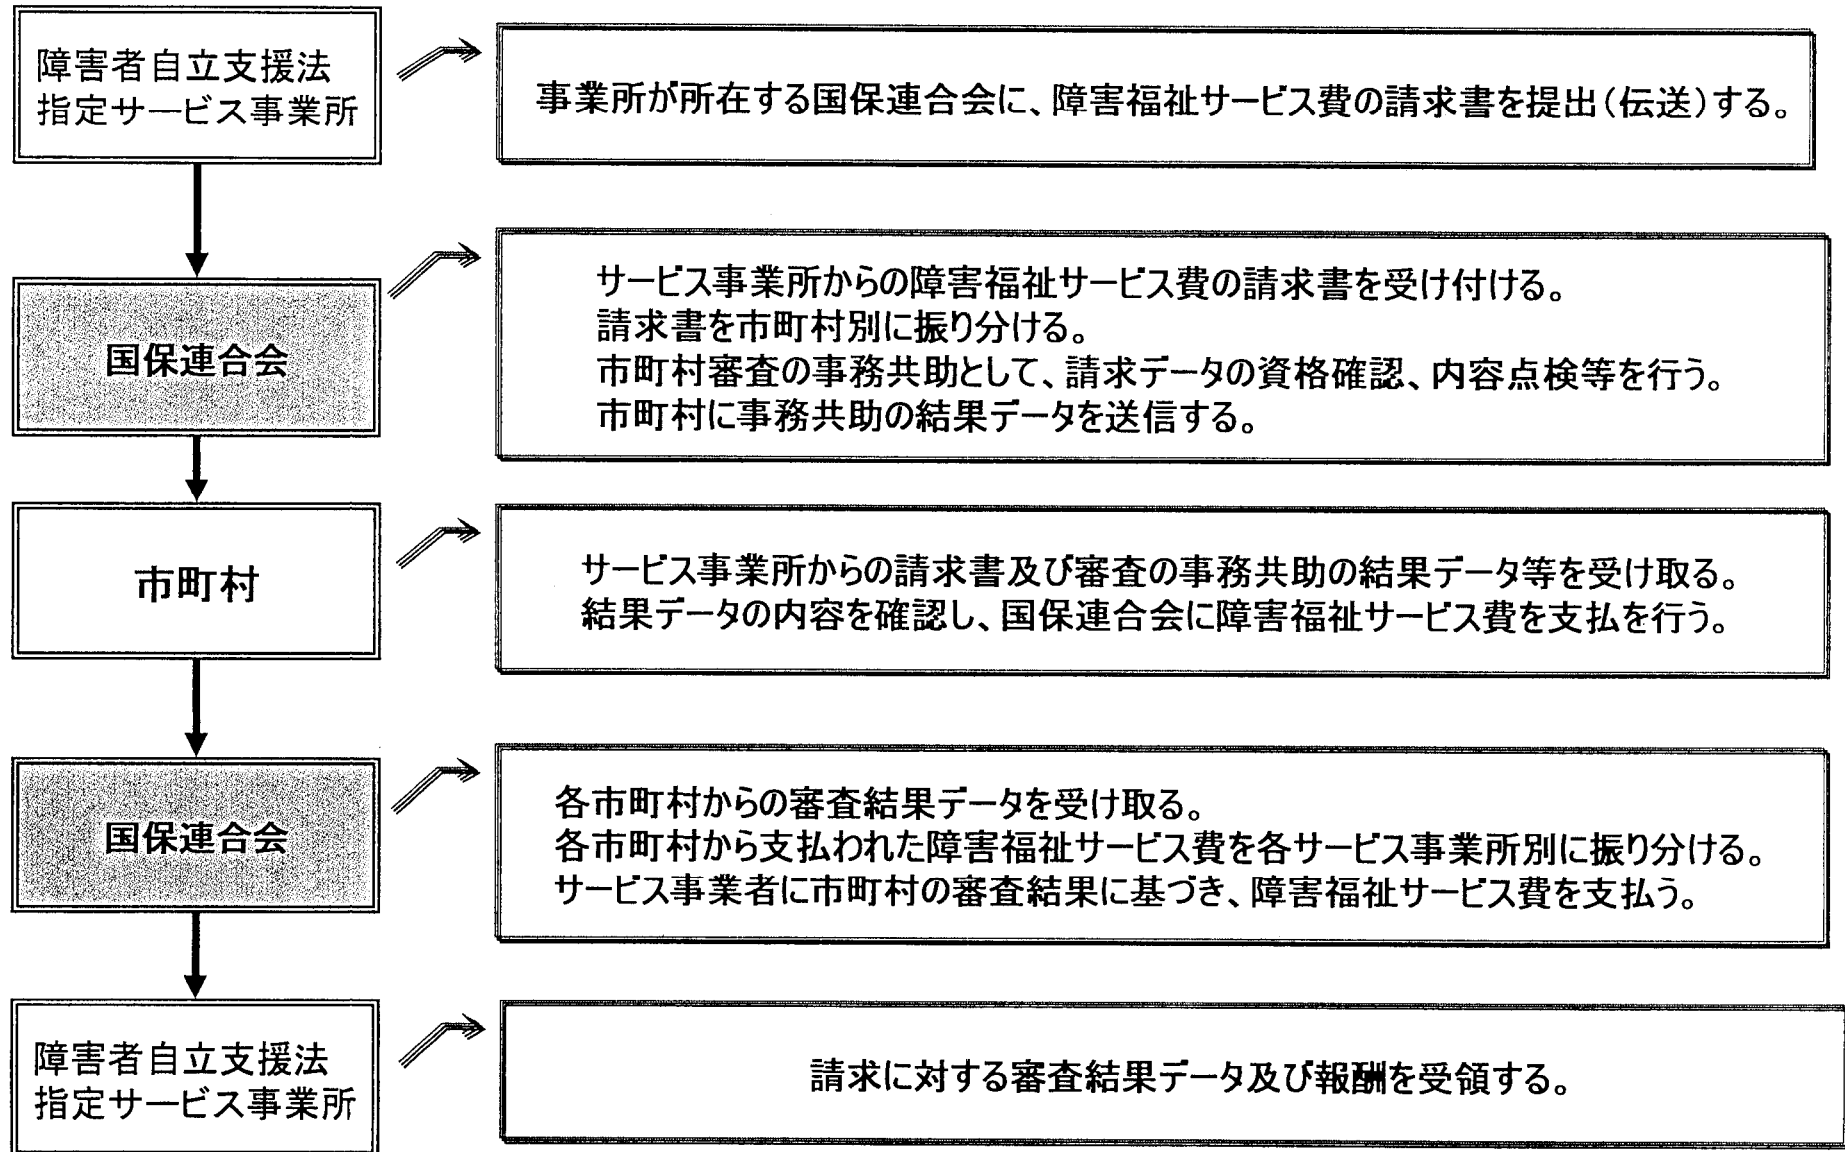 障害者自立支援法
指定サービス事業所
事業所が所在する国保連合会に、障害福祉サービス費の請求書を提出(伝送)する。
国保連合会
サービス事業所からの障害福祉サービス費の請求書を受け付ける。
請求書を市町村別に振り分ける。
市町村審査の事務共助として、請求データの資格確認、内容点検等を行う。
市町村に事務共助の結果データを送信する。
市町村
サービス事業所からの請求書及び審査の事務共助の結果データ等を受け取る。
結果データの内容を確認し、国保連合会に障害福祉サービス費を支払を行う。
国保連合会
各市町村からの審査結果データを受け取る。
各市町村から支払われた障害福祉サービス費を各サービス事業所別に振り分ける。
サービス事業者に市町村の審査結果に基づき、障害福祉サービス費を支払う。
障害者自立支援法
指定サービス事業所
請求に対する審査結果データ及び報酬を受領する。